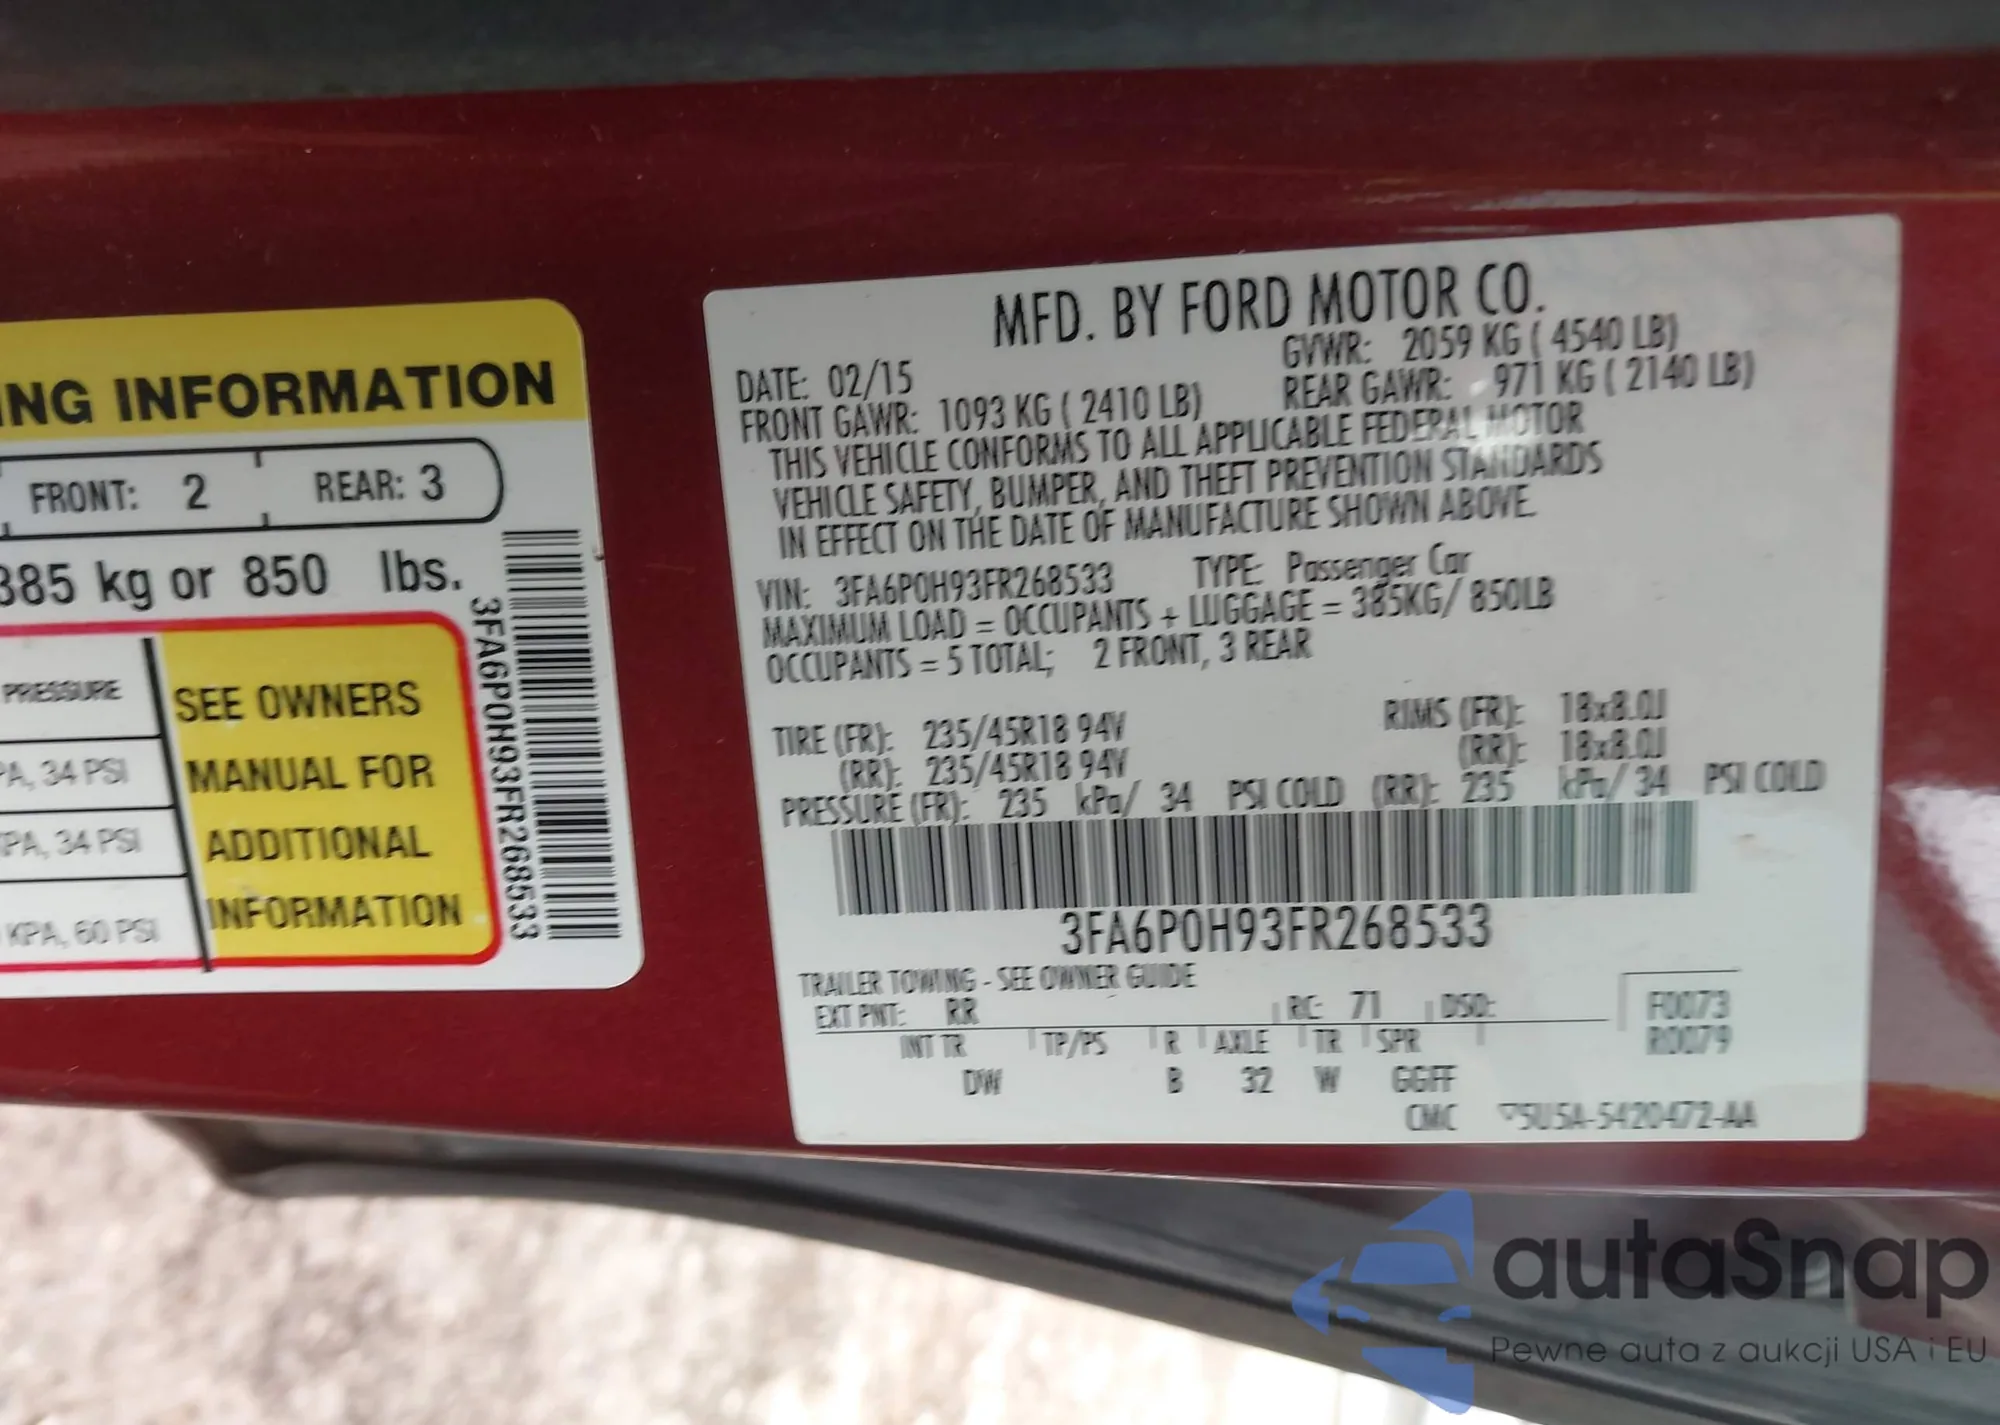 ING INFORMATION
FRONT: 2 REAR: 3
385 kg or 850 lbs.
PRESSURE
PA, 34 PSI
KPA, 34 PSI
KPA, 60 PSI
SEE OWNERS
MANUAL FOR
ADDITIONAL
INFORMATION
3FA6P0H93FR268533
MFD. BY FORD MOTOR CO.
DATE: 02/15 GVWR: 2059 KG ( 4540 LB)
FRONT GAWR: 1093 KG ( 2410 LB) REAR GAWR: 971 KG ( 2140 LB)
THIS VEHICLE CONFORMS TO ALL APPLICABLE FEDERAL MOTOR
VEHICLE SAFETY, BUMPER, AND THEFT PREVENTION STANDARDS
IN EFFECT ON THE DATE OF MANUFACTURE SHOWN ABOVE.
VIN: 3FA6P0H93FR268533 TYPE: Passenger Car
MAXIMUM LOAD = OCCUPANTS + LUGGAGE = 385KG/ 850LB
OCCUPANTS = 5 TOTAL; 2 FRONT, 3 REAR
TIRE (FR): 235/45R18 94V RIMS (FR): 18x8.0J
(RR): 235/45R18 94V (RR): 18x8.0J
PRESSURE (FR): 235 kPa/ 34 PSI COLD (RR): 235 kPa/ 34 PSI COLD
3FA6P0H93FR268533
TRAILER TOWING - SEE OWNER GUIDE
EXT PNT: RR RC: 71 DSO: F0073
R0079
INT TR TP/PS R AXLE TR SPR
DW B 32 W GGFF
CMC 5U5A-5420472-AA
autaSnap
Pewne auta z aukcji USA i EU